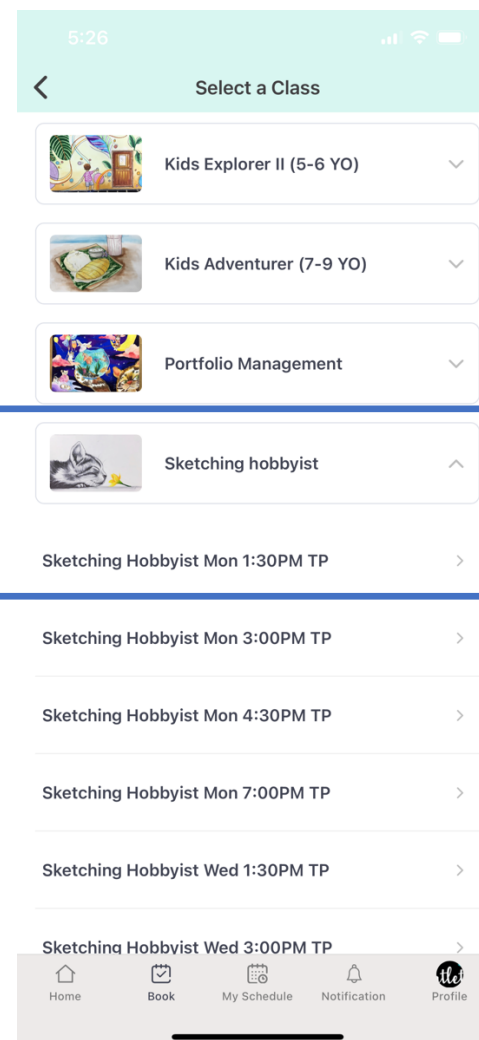 5:26
Select a Class
Kids Explorer II (5-6 YO)
Kids Adventurer (7-9 YO)
Portfolio Management
Sketching hobbyist
Sketching Hobbyist Mon 1:30PM TP
Sketching Hobbyist Mon 3:00PM TP
Sketching Hobbyist Mon 4:30PM TP
Sketching Hobbyist Mon 7:00PM TP
Sketching Hobbyist Wed 1:30PM TP
Sketching Hobbyist Wed 3:00PM TP
Home Book My Schedule Notification Profile